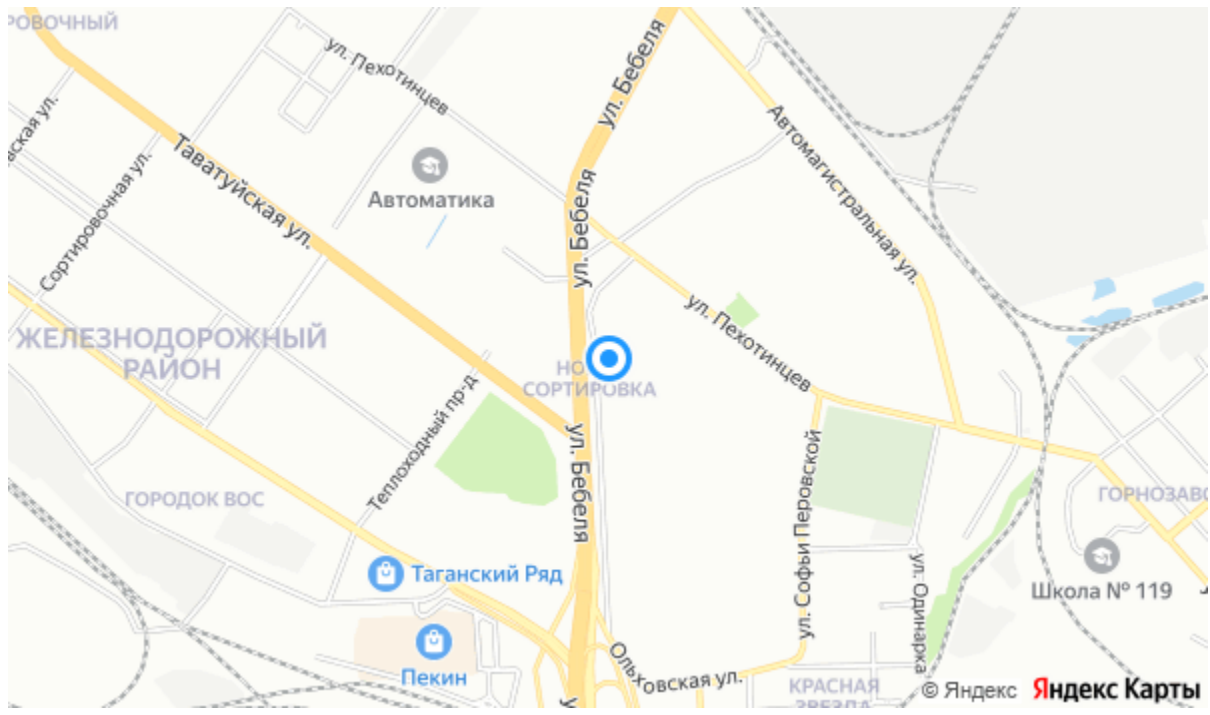 РОВОЧНЫЙ
ул. Пехотинцев
ул. Бебеля
вская ул.
Таватуйская ул.
Автоматика
Автомагистральная ул.
Сортировочная ул.
ул. Бебеля
ул. Пехотинцев
ЖЕЛЕЗНОДОРОЖНЫЙ
РАЙОН
НО
СОРТИРОВКА
Теплоходный пр-д
ул. Бебеля
ул. Софьи Перовской
ГОРОДОК ВОС
ГОРНОЗАВО
Таганский Ряд
Школа № 119
ул. Одинарка
Пекин
Ольховская ул.
КРАСНАЯ
ЗВЕЗДА
© Яндекс Яндекс Карты